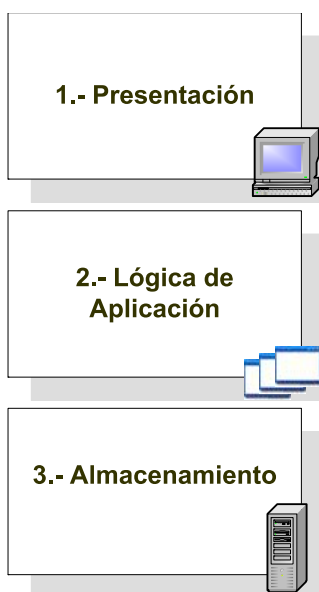 1.- Presentación
2.- Lógica de
Aplicación
3.- Almacenamiento